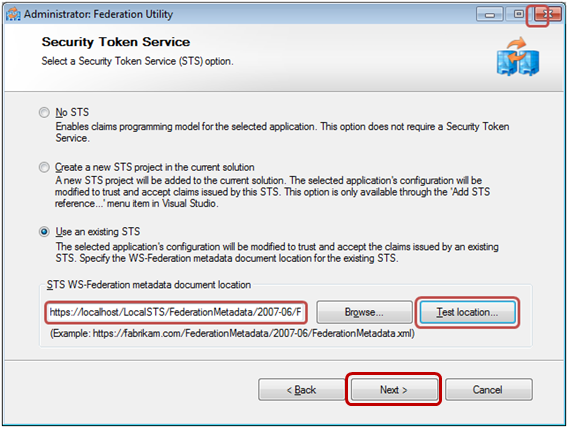 Administrator: Federation Utility
Security Token Service
Select a Security Token Service (STS) option.
No STS
Enables claims programming model for the selected application. This option does not require a Security Token
Service.
Create a new STS project in the current solution
A new STS project will be added to the current solution. The selected application's configuration will be
modified to trust and accept claims issued by this STS. This option is only available through the 'Add STS
reference...' menu item in Visual Studio.
Use an existing STS
The selected application's configuration will be modified to trust and accept the claims issued by an existing
STS. Specify the WS-Federation metadata document location for the existing STS.
STS WS-Federation metadata document location
https://localhost/LocalSTS/FederationMetadata/2007-06/F Browse... Test location...
(Example: https://fabrikam.com/FederationMetadata/2007-06/FederationMetadata.xml)
< Back Next > Cancel